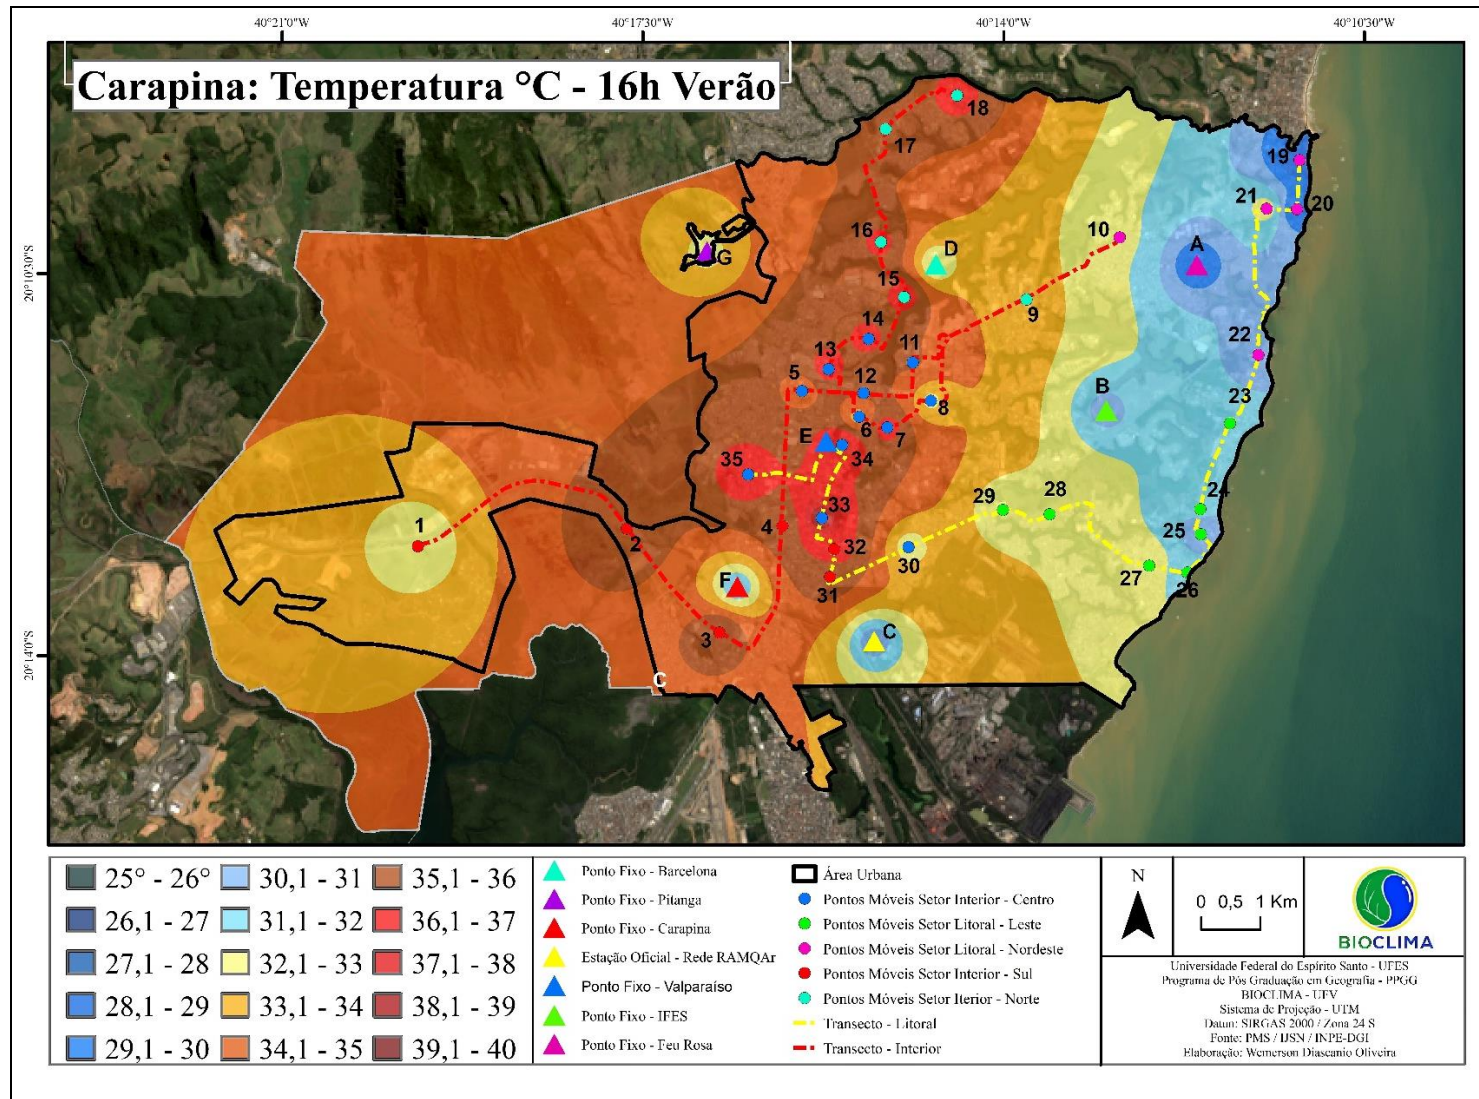 40°21'0"W
40°17'30"W
40°14'0"W
40°10'30"W
Carapina: Temperatura °C - 16h Verão
18
17
19
21
20
16
D
10
A
G
20°10'30"S
15
9
14
22
13
11
5
12
B
23
8
6
7
E
34
35
1
33
29
28
24
4
2
32
30
25
F
27
26
31
3
C
C
20°14'0"S
25° - 26°
26,1 - 27
27,1 - 28
28,1 - 29
29,1 - 30
30,1 - 31
31,1 - 32
32,1 - 33
33,1 - 34
34,1 - 35
35,1 - 36
36,1 - 37
37,1 - 38
38,1 - 39
39,1 - 40
Ponto Fixo - Barcelona
Ponto Fixo - Pitanga
Ponto Fixo - Carapina
Estação Oficial - Rede RAMQAr
Ponto Fixo - Valparaíso
Ponto Fixo - IFES
Ponto Fixo - Feu Rosa
Área Urbana
Pontos Móveis Setor Interior - Centro
Pontos Móveis Setor Litoral - Leste
Pontos Móveis Setor Litoral - Nordeste
Pontos Móveis Setor Interior - Sul
Pontos Móveis Setor Iterior - Norte
Transecto - Litoral
Transecto - Interior
N
0 0,5 1 Km
BIOCLIMA
Universidade Federal do Espírito Santo - UFES
Programa de Pós Graduação em Geografia - PPGG
BIOCLIMA - UFV
Sistema de Projeção - UTM
Datun: SIRGAS 2000 / Zona 24 S
Fonte: PMS / IJSN / INPE-DGI
Elaboração: Wemerson Diascanio Oliveira